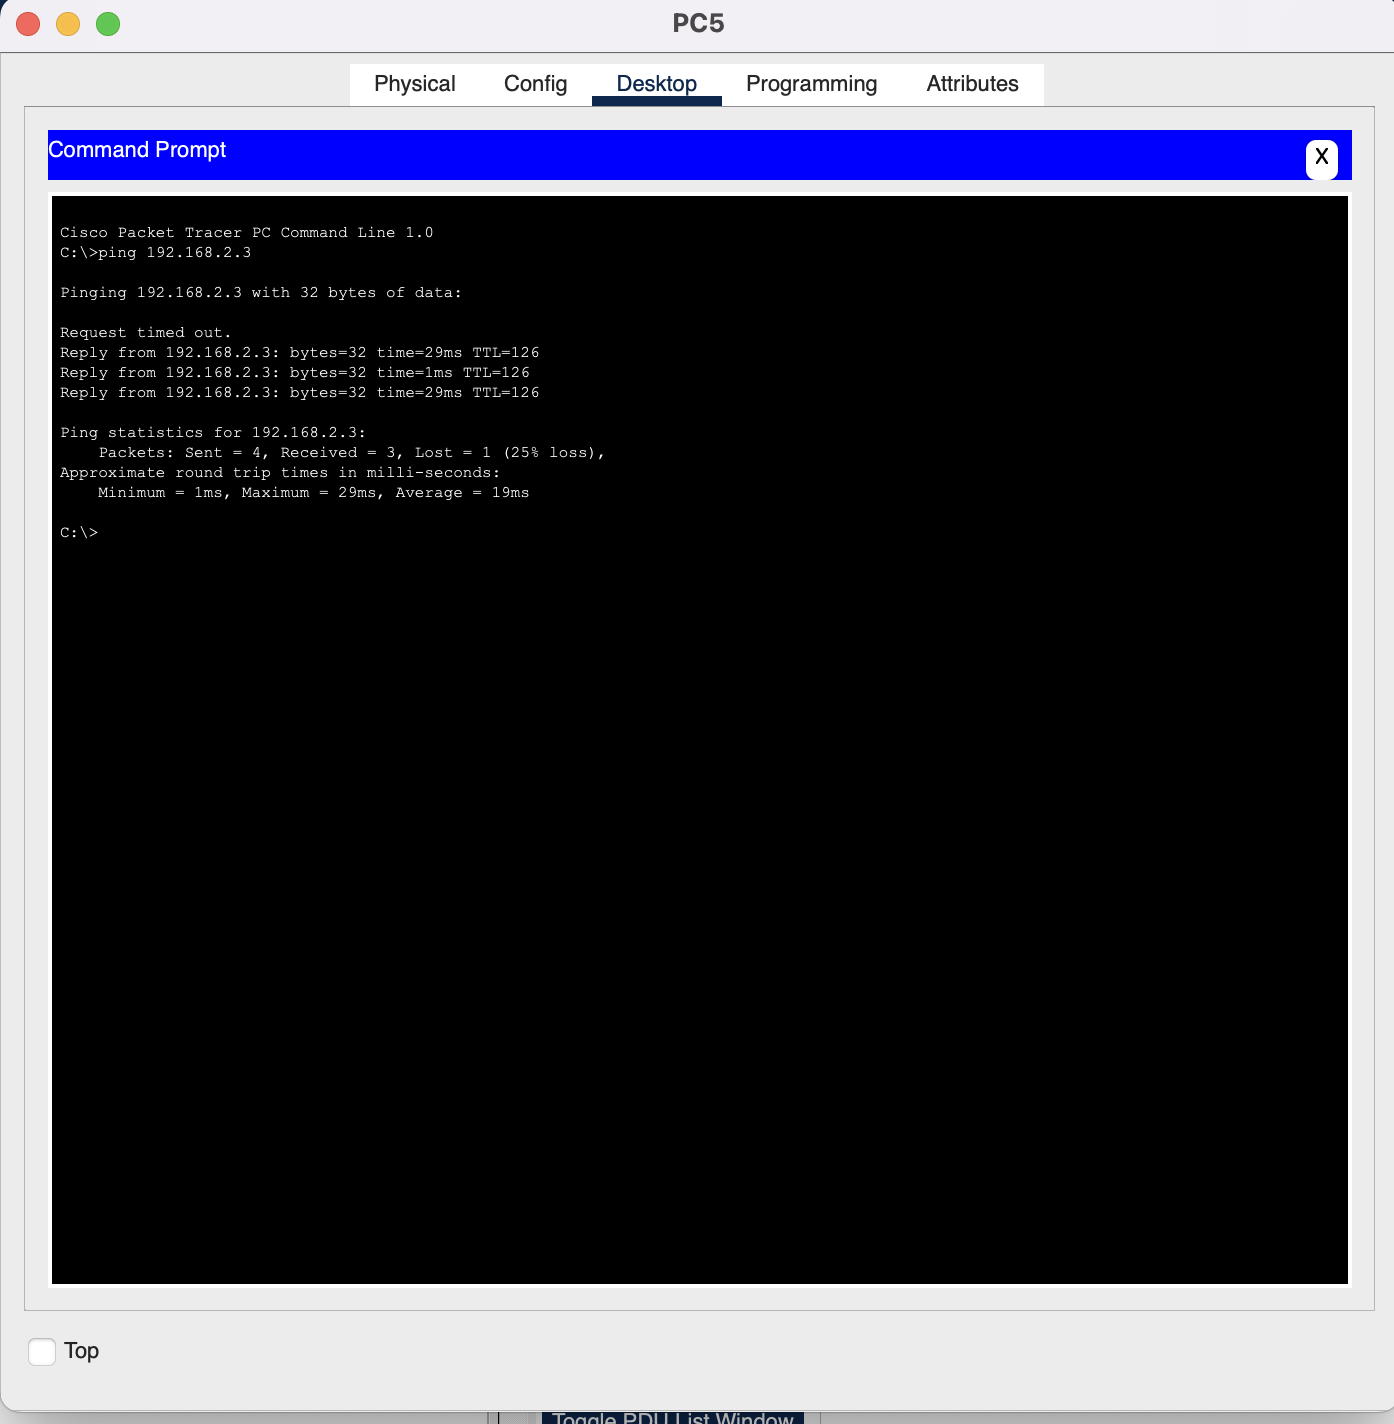 PC5
Physical Config Desktop Programming Attributes
Command Prompt X
Cisco Packet Tracer PC Command Line 1.0
C:\>ping 192.168.2.3
Pinging 192.168.2.3 with 32 bytes of data:
Request timed out.
Reply from 192.168.2.3: bytes=32 time=29ms TTL=126
Reply from 192.168.2.3: bytes=32 time=1ms TTL=126
Reply from 192.168.2.3: bytes=32 time=29ms TTL=126
Ping statistics for 192.168.2.3:
Packets: Sent = 4, Received = 3, Lost = 1 (25% loss),
Approximate round trip times in milli-seconds:
Minimum = 1ms, Maximum = 29ms, Average = 19ms
C:\>
Top
Toggle PDU List Window